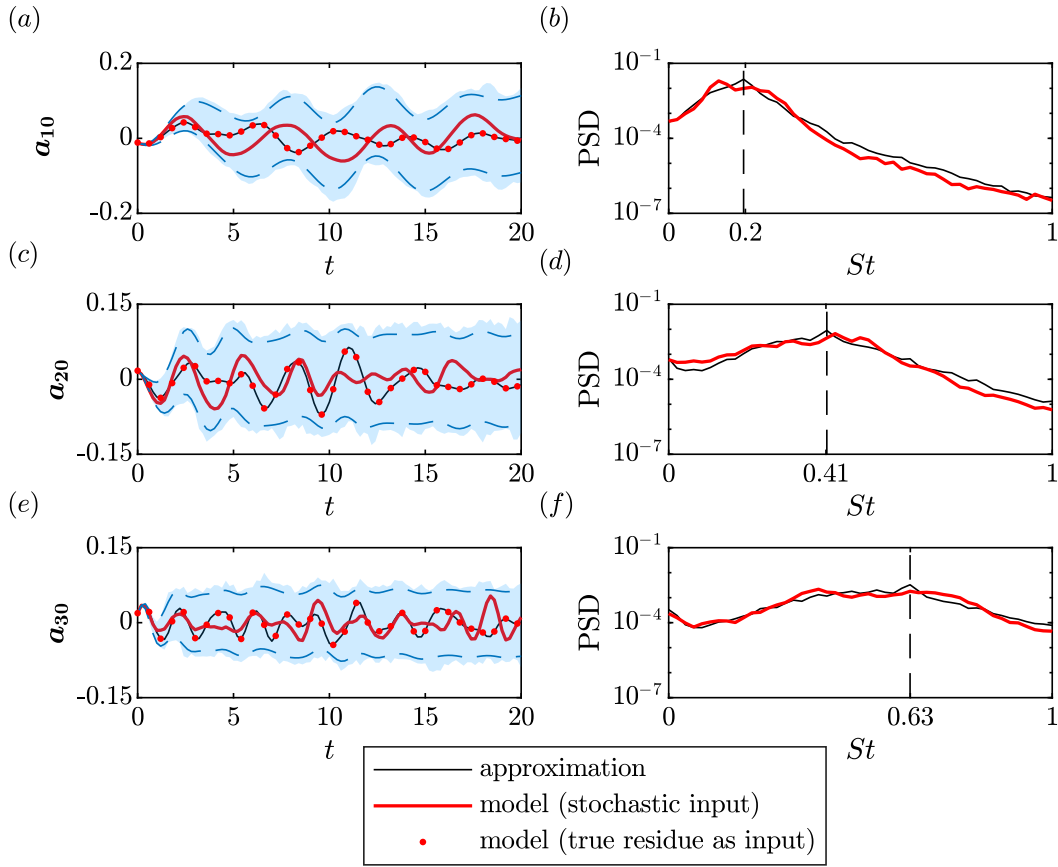 (a)
(b)
0.2
0
-0.2
a10
0 5 10 15 20
t
10−1
10−4
10−7
PSD
0 0.2 1
St
(c)
(d)
0.15
0
-0.15
a20
0 5 10 15 20
t
10−1
10−4
10−7
PSD
0 0.41 1
St
(e)
(f)
0.15
0
-0.15
a30
0 5 10 15 20
t
10−1
10−4
10−7
PSD
0 0.63 1
St
approximation
model (stochastic input)
model (true residue as input)